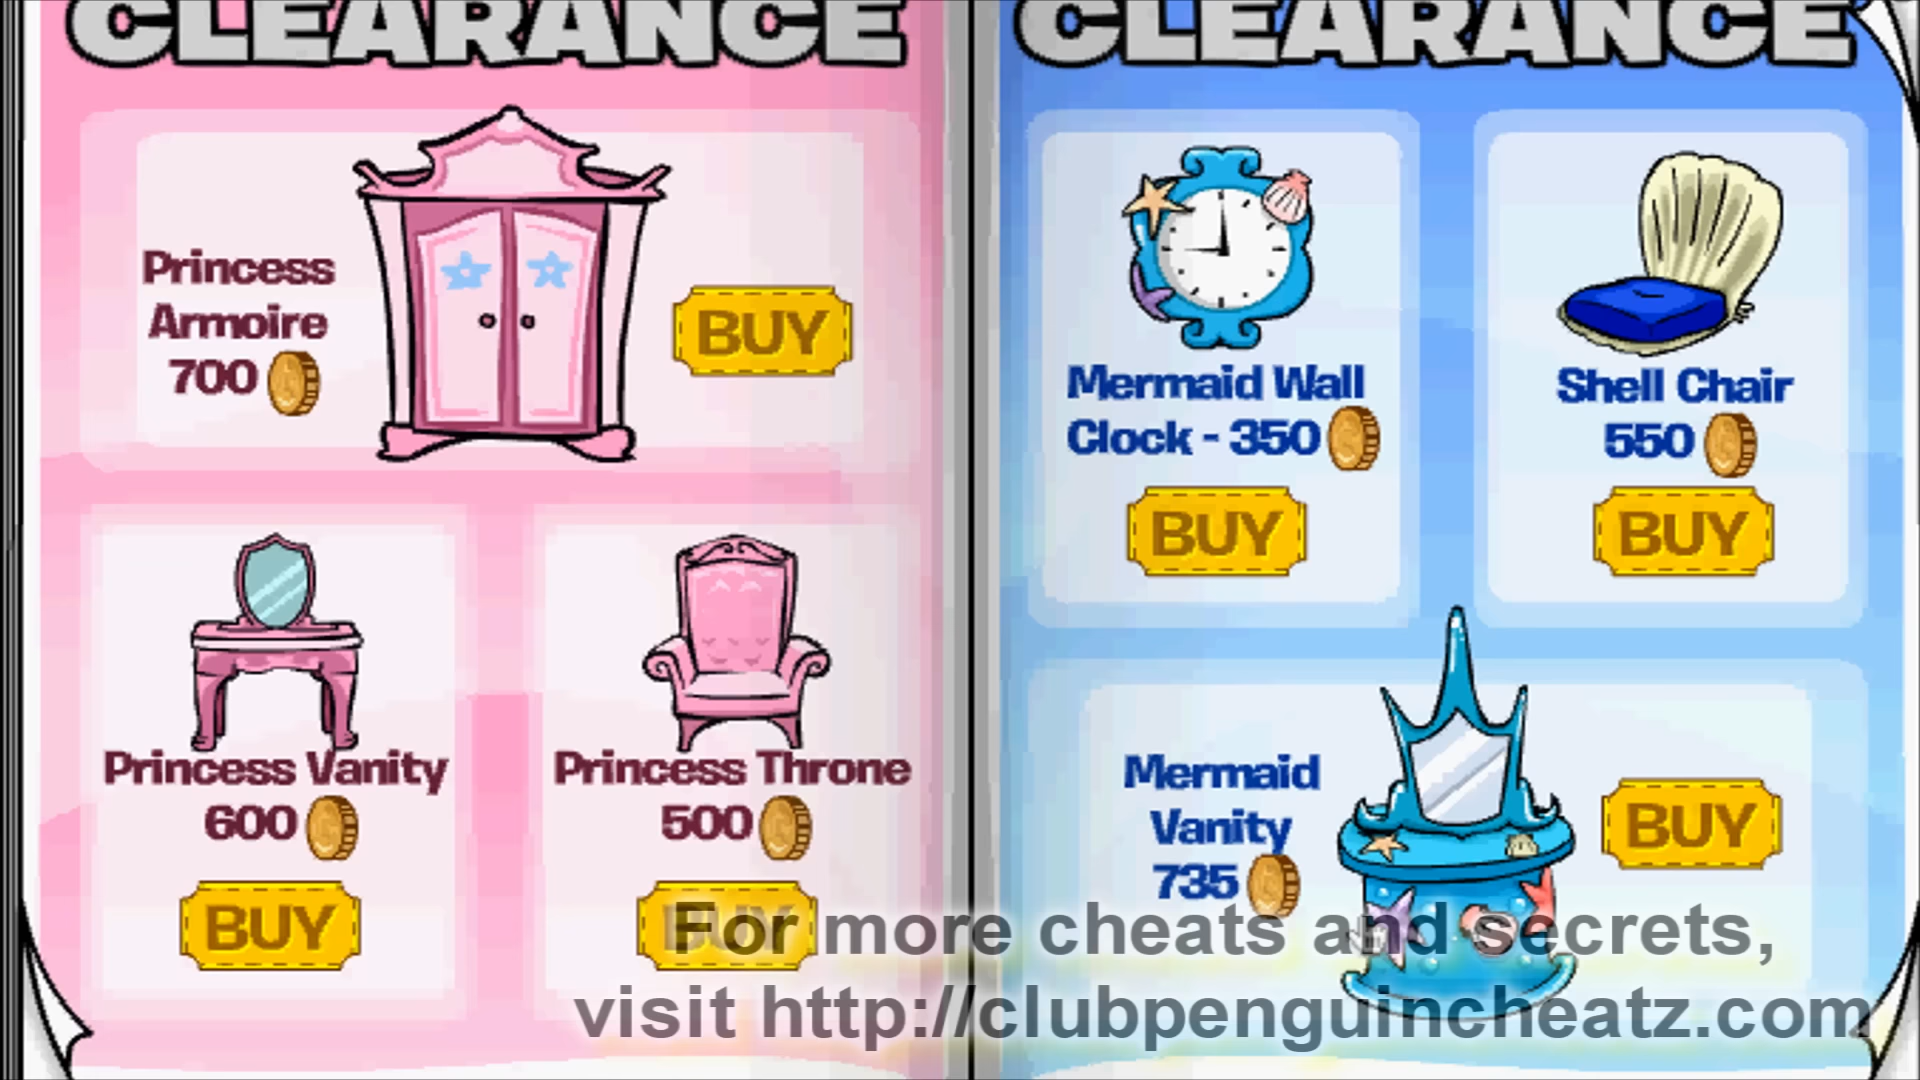 CLEARANCE
Princess
Armoire
700
BUY
Princess Vanity
600
BUY
Princess Throne
500
BUY
CLEARANCE
Mermaid Wall
Clock - 350
BUY
Shell Chair
550
BUY
Mermaid
Vanity
735
BUY
For more cheats and secrets,
visit http://clubpenguincheatz.com